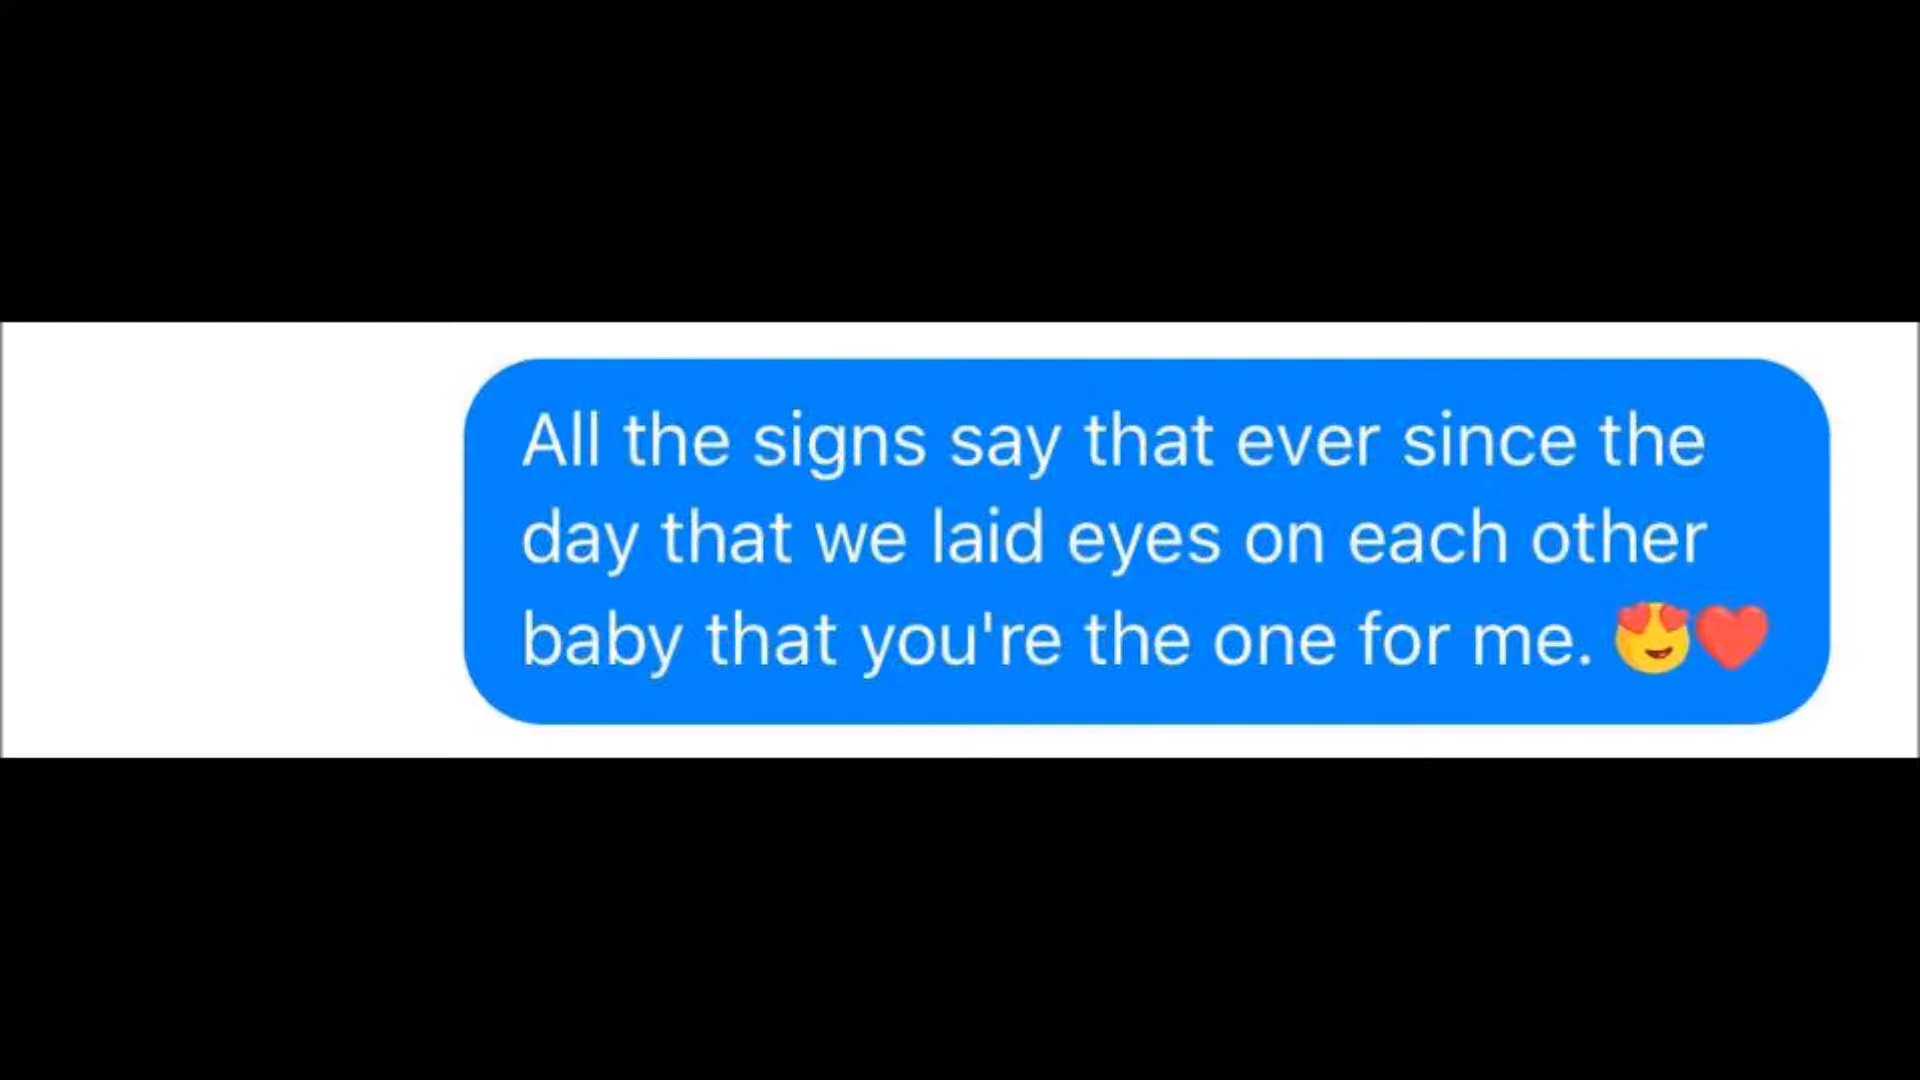 All the signs say that ever since the
day that we laid eyes on each other
baby that you're the one for me. 😍❤️